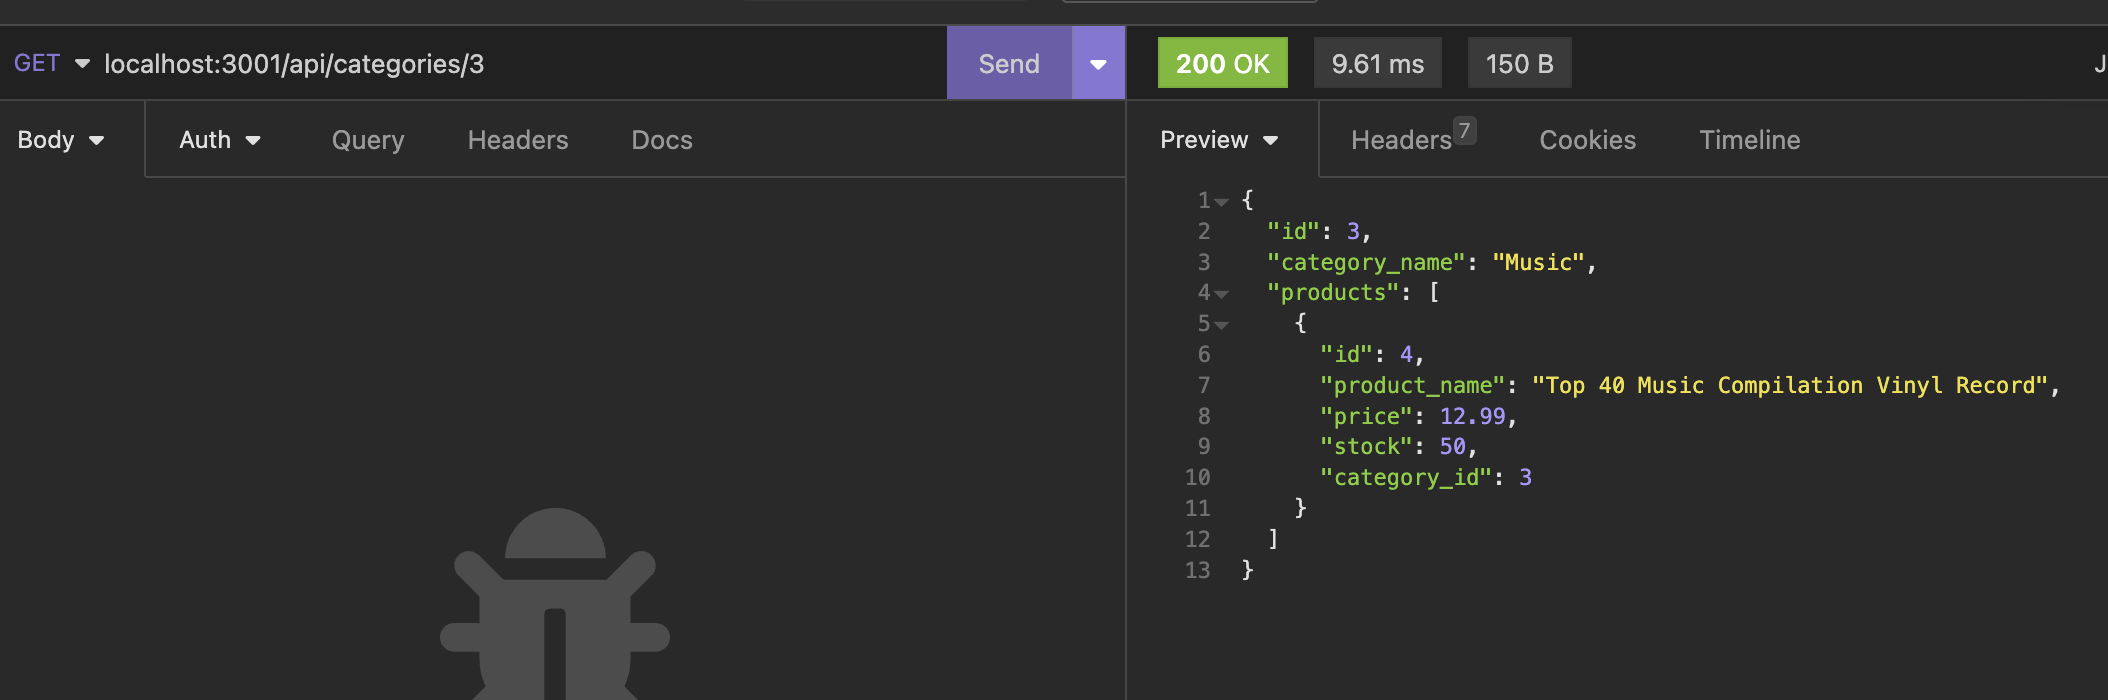 GET localhost:3001/api/categories/3 Send 200 OK 9.61 ms 150 B J
Body Auth Query Headers Docs Preview Headers 7 Cookies Timeline
1 {
2 "id": 3,
3 "category_name": "Music",
4 "products": [
5 {
6 "id": 4,
7 "product_name": "Top 40 Music Compilation Vinyl Record",
8 "price": 12.99,
9 "stock": 50,
10 "category_id": 3
11 }
12 ]
13 }